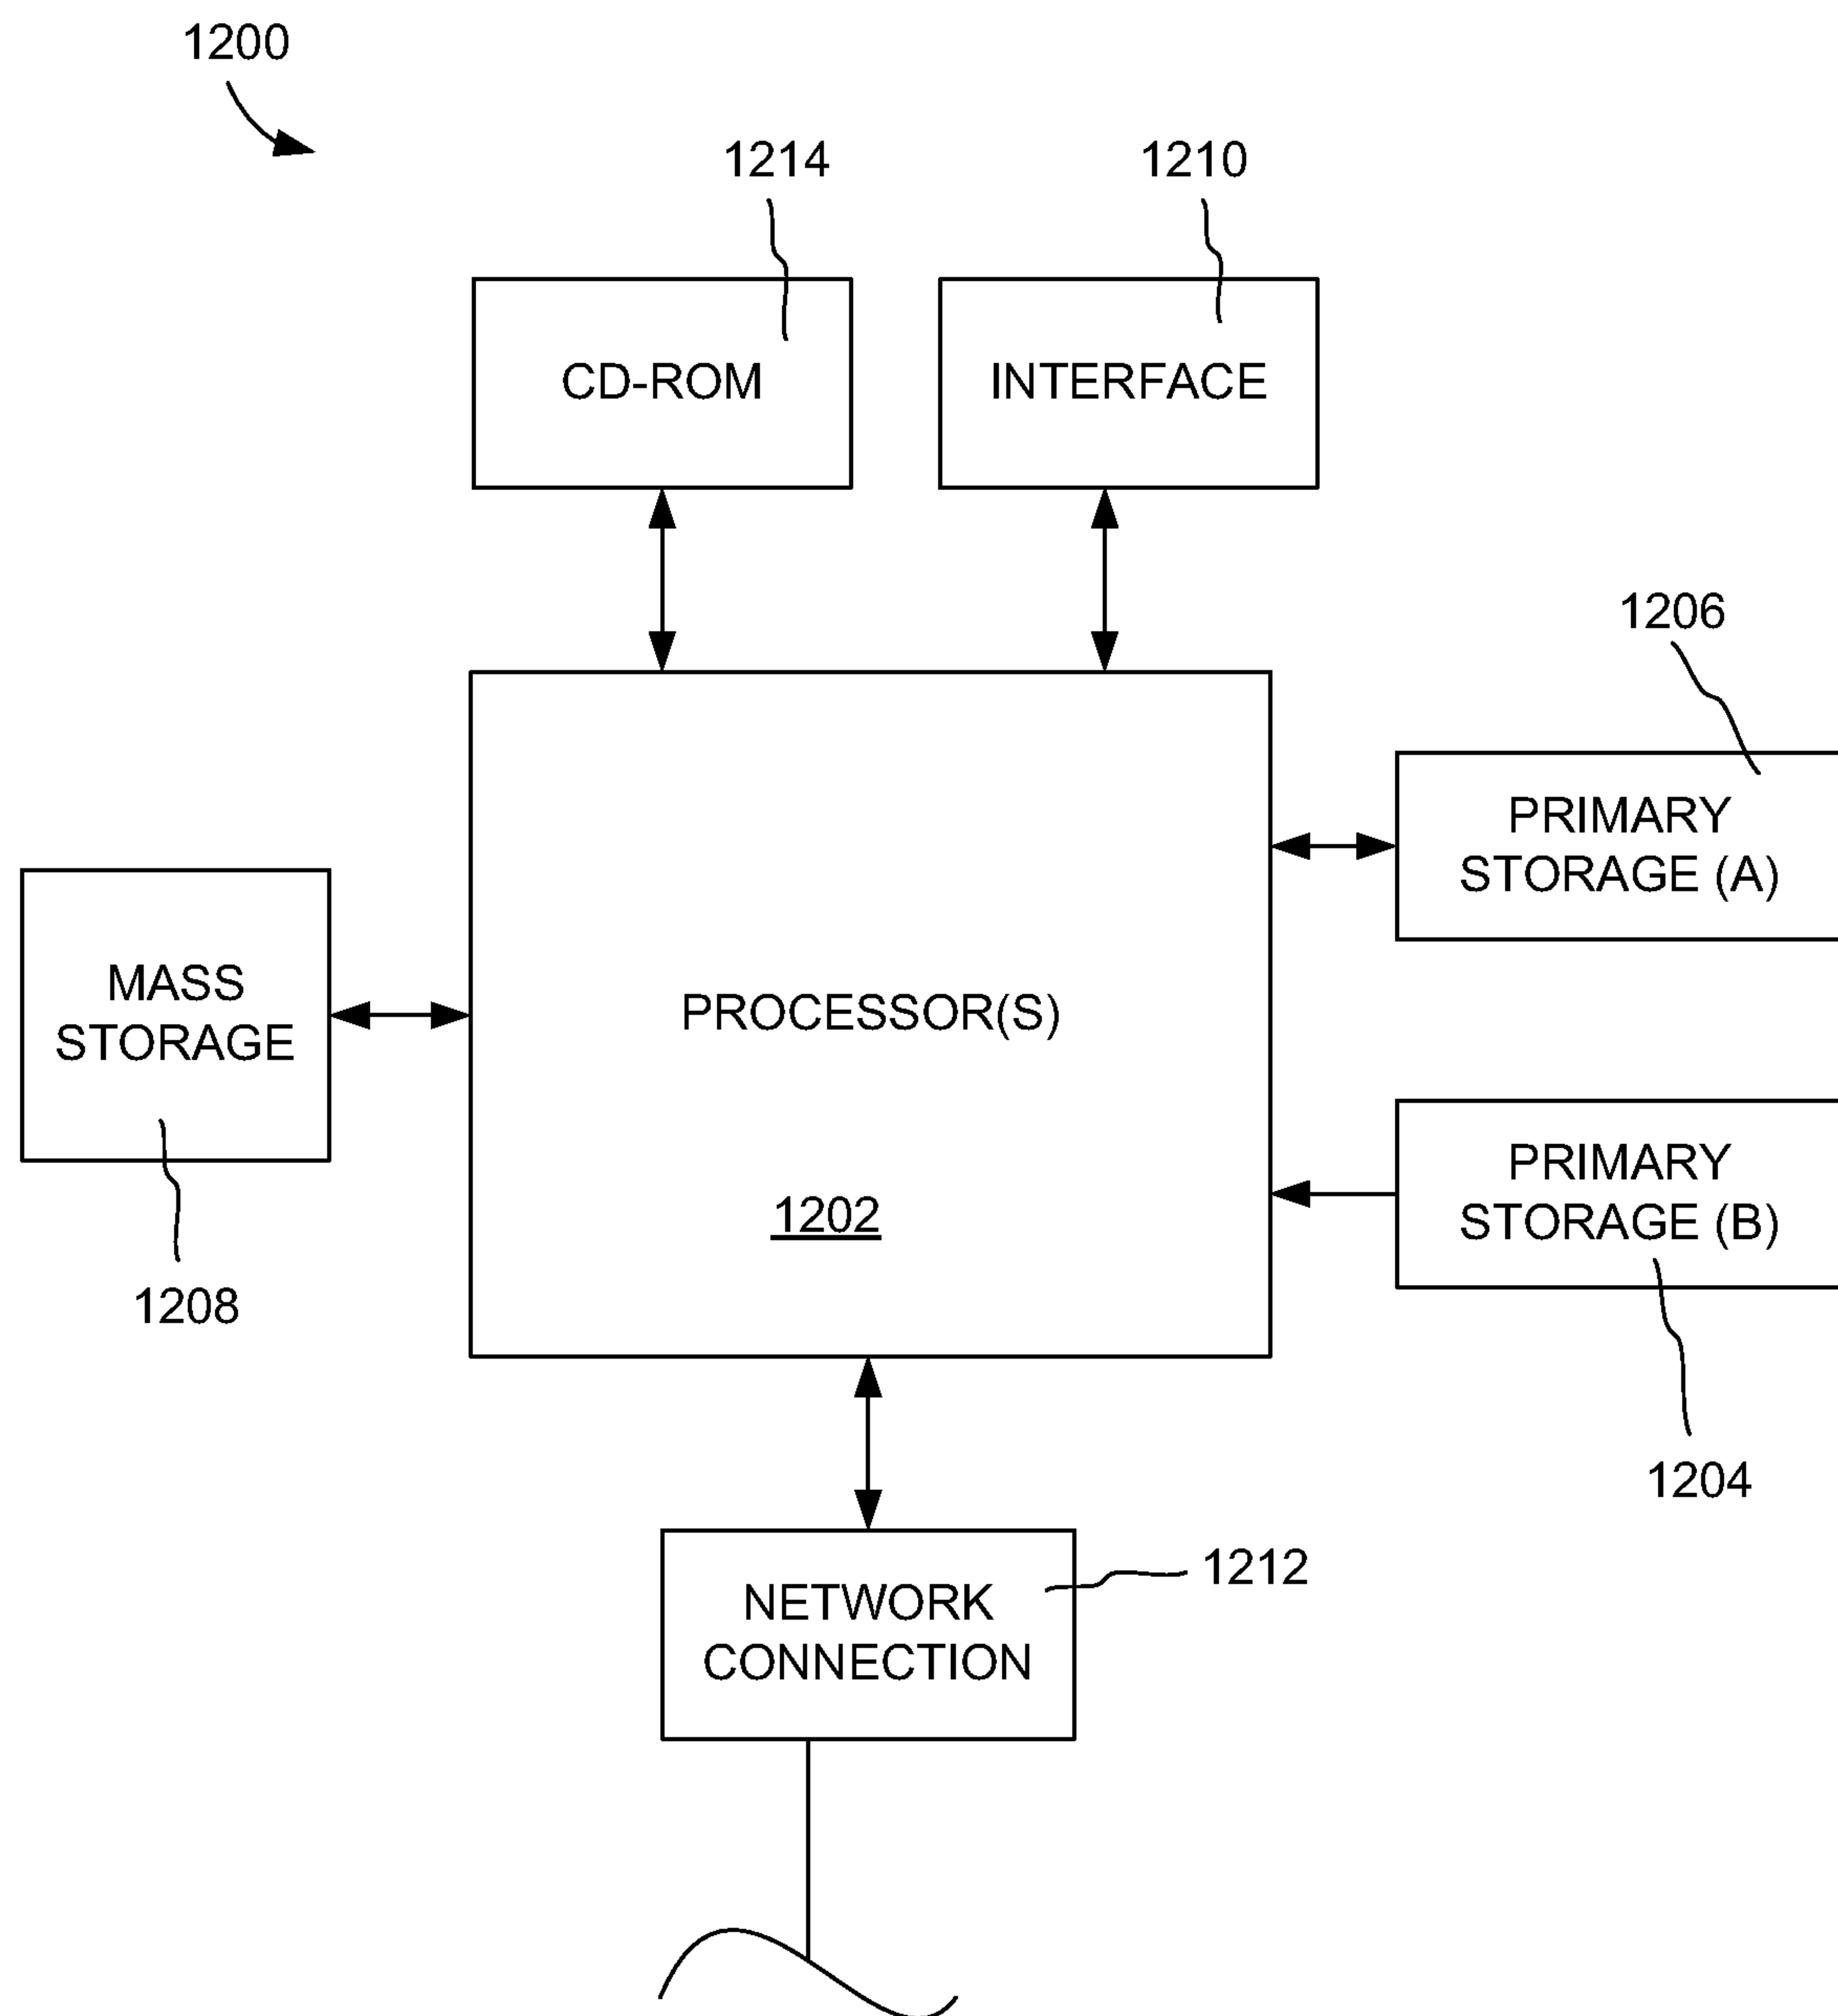 1200
1214
1210
CD-ROM
INTERFACE
1206
PRIMARY
STORAGE (A)
MASS
STORAGE
PROCESSOR(S)
PRIMARY
STORAGE (B)
1202
1208
1204
1212
NETWORK
CONNECTION